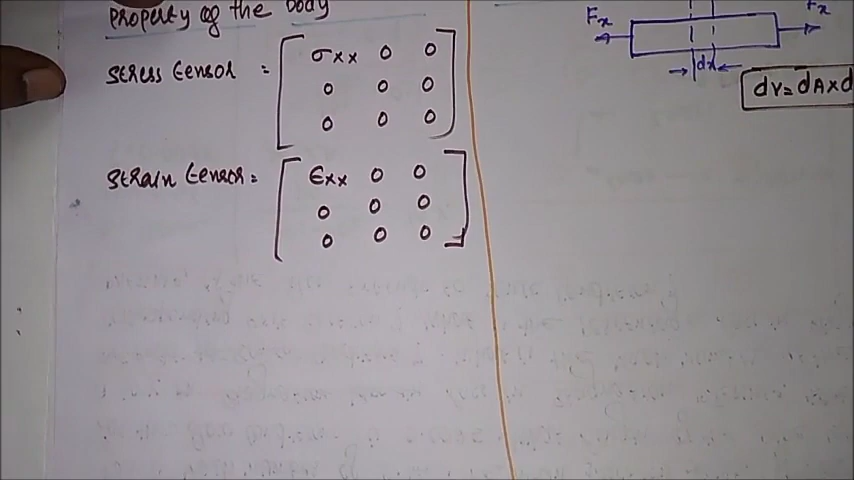 property of the body
stress tensor = [ σxx 0 0
0 0 0
0 0 0 ]
strain tensor = [ ϵxx 0 0
0 0 0
0 0 0 ]
Fx Fx
dx
dv = dA x d